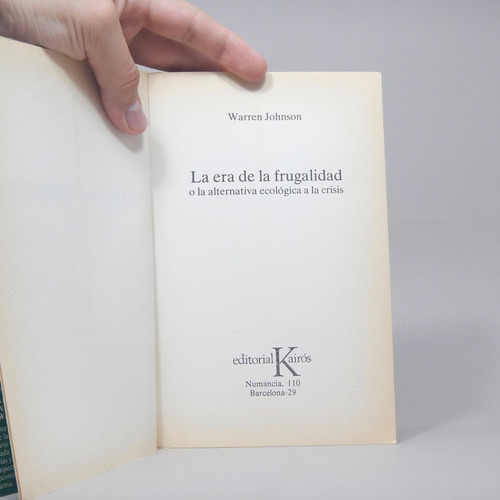 Warren Johnson
La era de la frugalidad
o la alternativa ecológica a la crisis
editorial Kairós
Numancia, 110
Barcelona-29